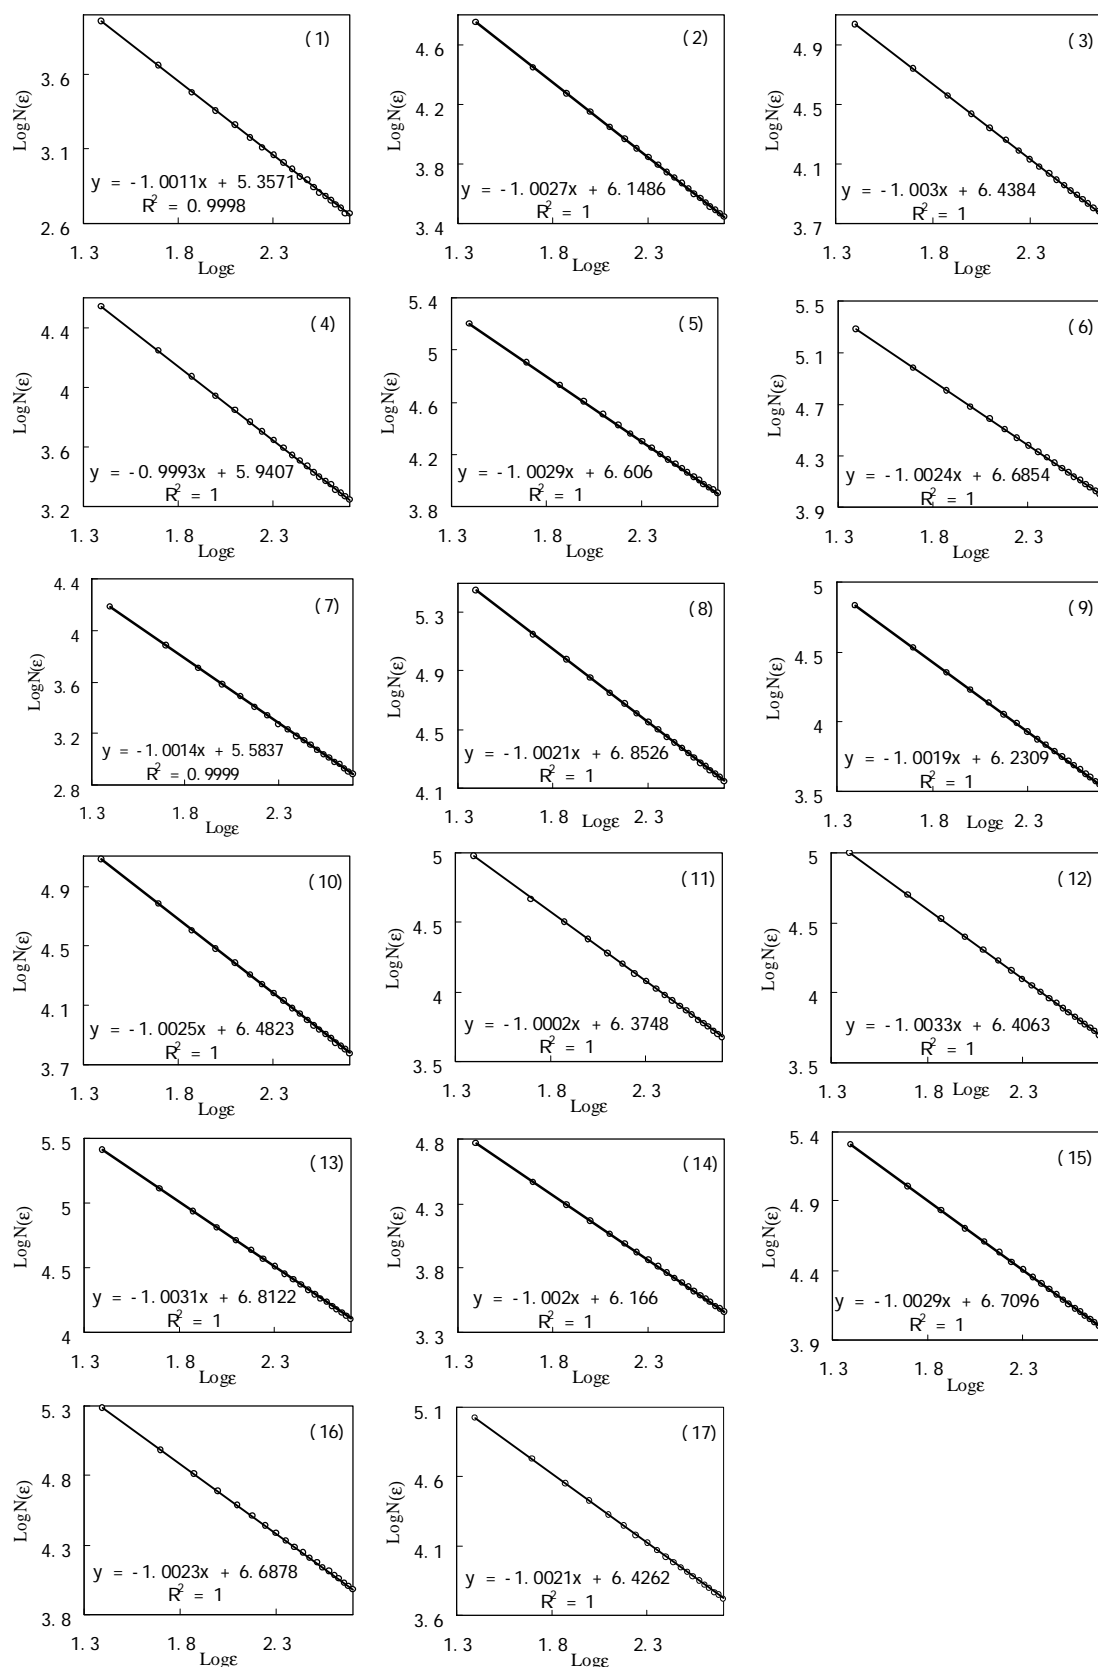 (1)
LogN(ε)
3.6
3.1
2.6
y = -1.0011x + 5.3571
R² = 0.9998
1.3 1.8 2.3
Logε
(2)
LogN(ε)
4.6
4.2
3.8
3.4
y = -1.0027x + 6.1486
R² = 1
1.3 1.8 2.3
Logε
(3)
LogN(ε)
4.9
4.5
4.1
3.7
y = -1.003x + 6.4384
R² = 1
1.3 1.8 2.3
Logε
(4)
LogN(ε)
4.4
4
3.6
3.2
y = -0.9993x + 5.9407
R² = 1
1.3 1.8 2.3
Logε
(5)
LogN(ε)
5.4
5
4.6
4.2
3.8
y = -1.0029x + 6.606
R² = 1
1.3 1.8 2.3
Logε
(6)
LogN(ε)
5.5
5.1
4.7
4.3
3.9
y = -1.0024x + 6.6854
R² = 1
1.3 1.8 2.3
Logε
(7)
LogN(ε)
4.4
4
3.6
3.2
2.8
y = -1.0014x + 5.5837
R² = 0.9999
1.3 1.8 2.3
Logε
(8)
LogN(ε)
5.3
4.9
4.5
4.1
y = -1.0021x + 6.8526
R² = 1
1.3 1.8 Logε 2.3
(9)
LogN(ε)
5
4.5
4
3.5
y = -1.0019x + 6.2309
R² = 1
1.3 1.8 Logε 2.3
(10)
LogN(ε)
4.9
4.5
4.1
3.7
y = -1.0025x + 6.4823
R² = 1
1.3 1.8 2.3
Logε
(11)
LogN(ε)
5
4.5
4
3.5
y = -1.0002x + 6.3748
R² = 1
1.3 1.8 2.3
Logε
(12)
LogN(ε)
5
4.5
4
3.5
y = -1.0033x + 6.4063
R² = 1
1.3 1.8 Logε 2.3
(13)
LogN(ε)
5.5
5
4.5
4
y = -1.0031x + 6.8122
R² = 1
1.3 1.8 2.3
Logε
(14)
LogN(ε)
4.8
4.3
3.8
3.3
y = -1.002x + 6.166
R² = 1
1.3 1.8 2.3
Logε
(15)
LogN(ε)
5.4
4.9
4.4
3.9
y = -1.0029x + 6.7096
R² = 1
1.3 1.8 2.3
Logε
(16)
LogN(ε)
5.3
4.8
4.3
3.8
y = -1.0023x + 6.6878
R² = 1
1.3 1.8 2.3
Logε
(17)
LogN(ε)
5.1
4.6
4.1
3.6
y = -1.0021x + 6.4262
R² = 1
1.3 1.8 2.3
Logε